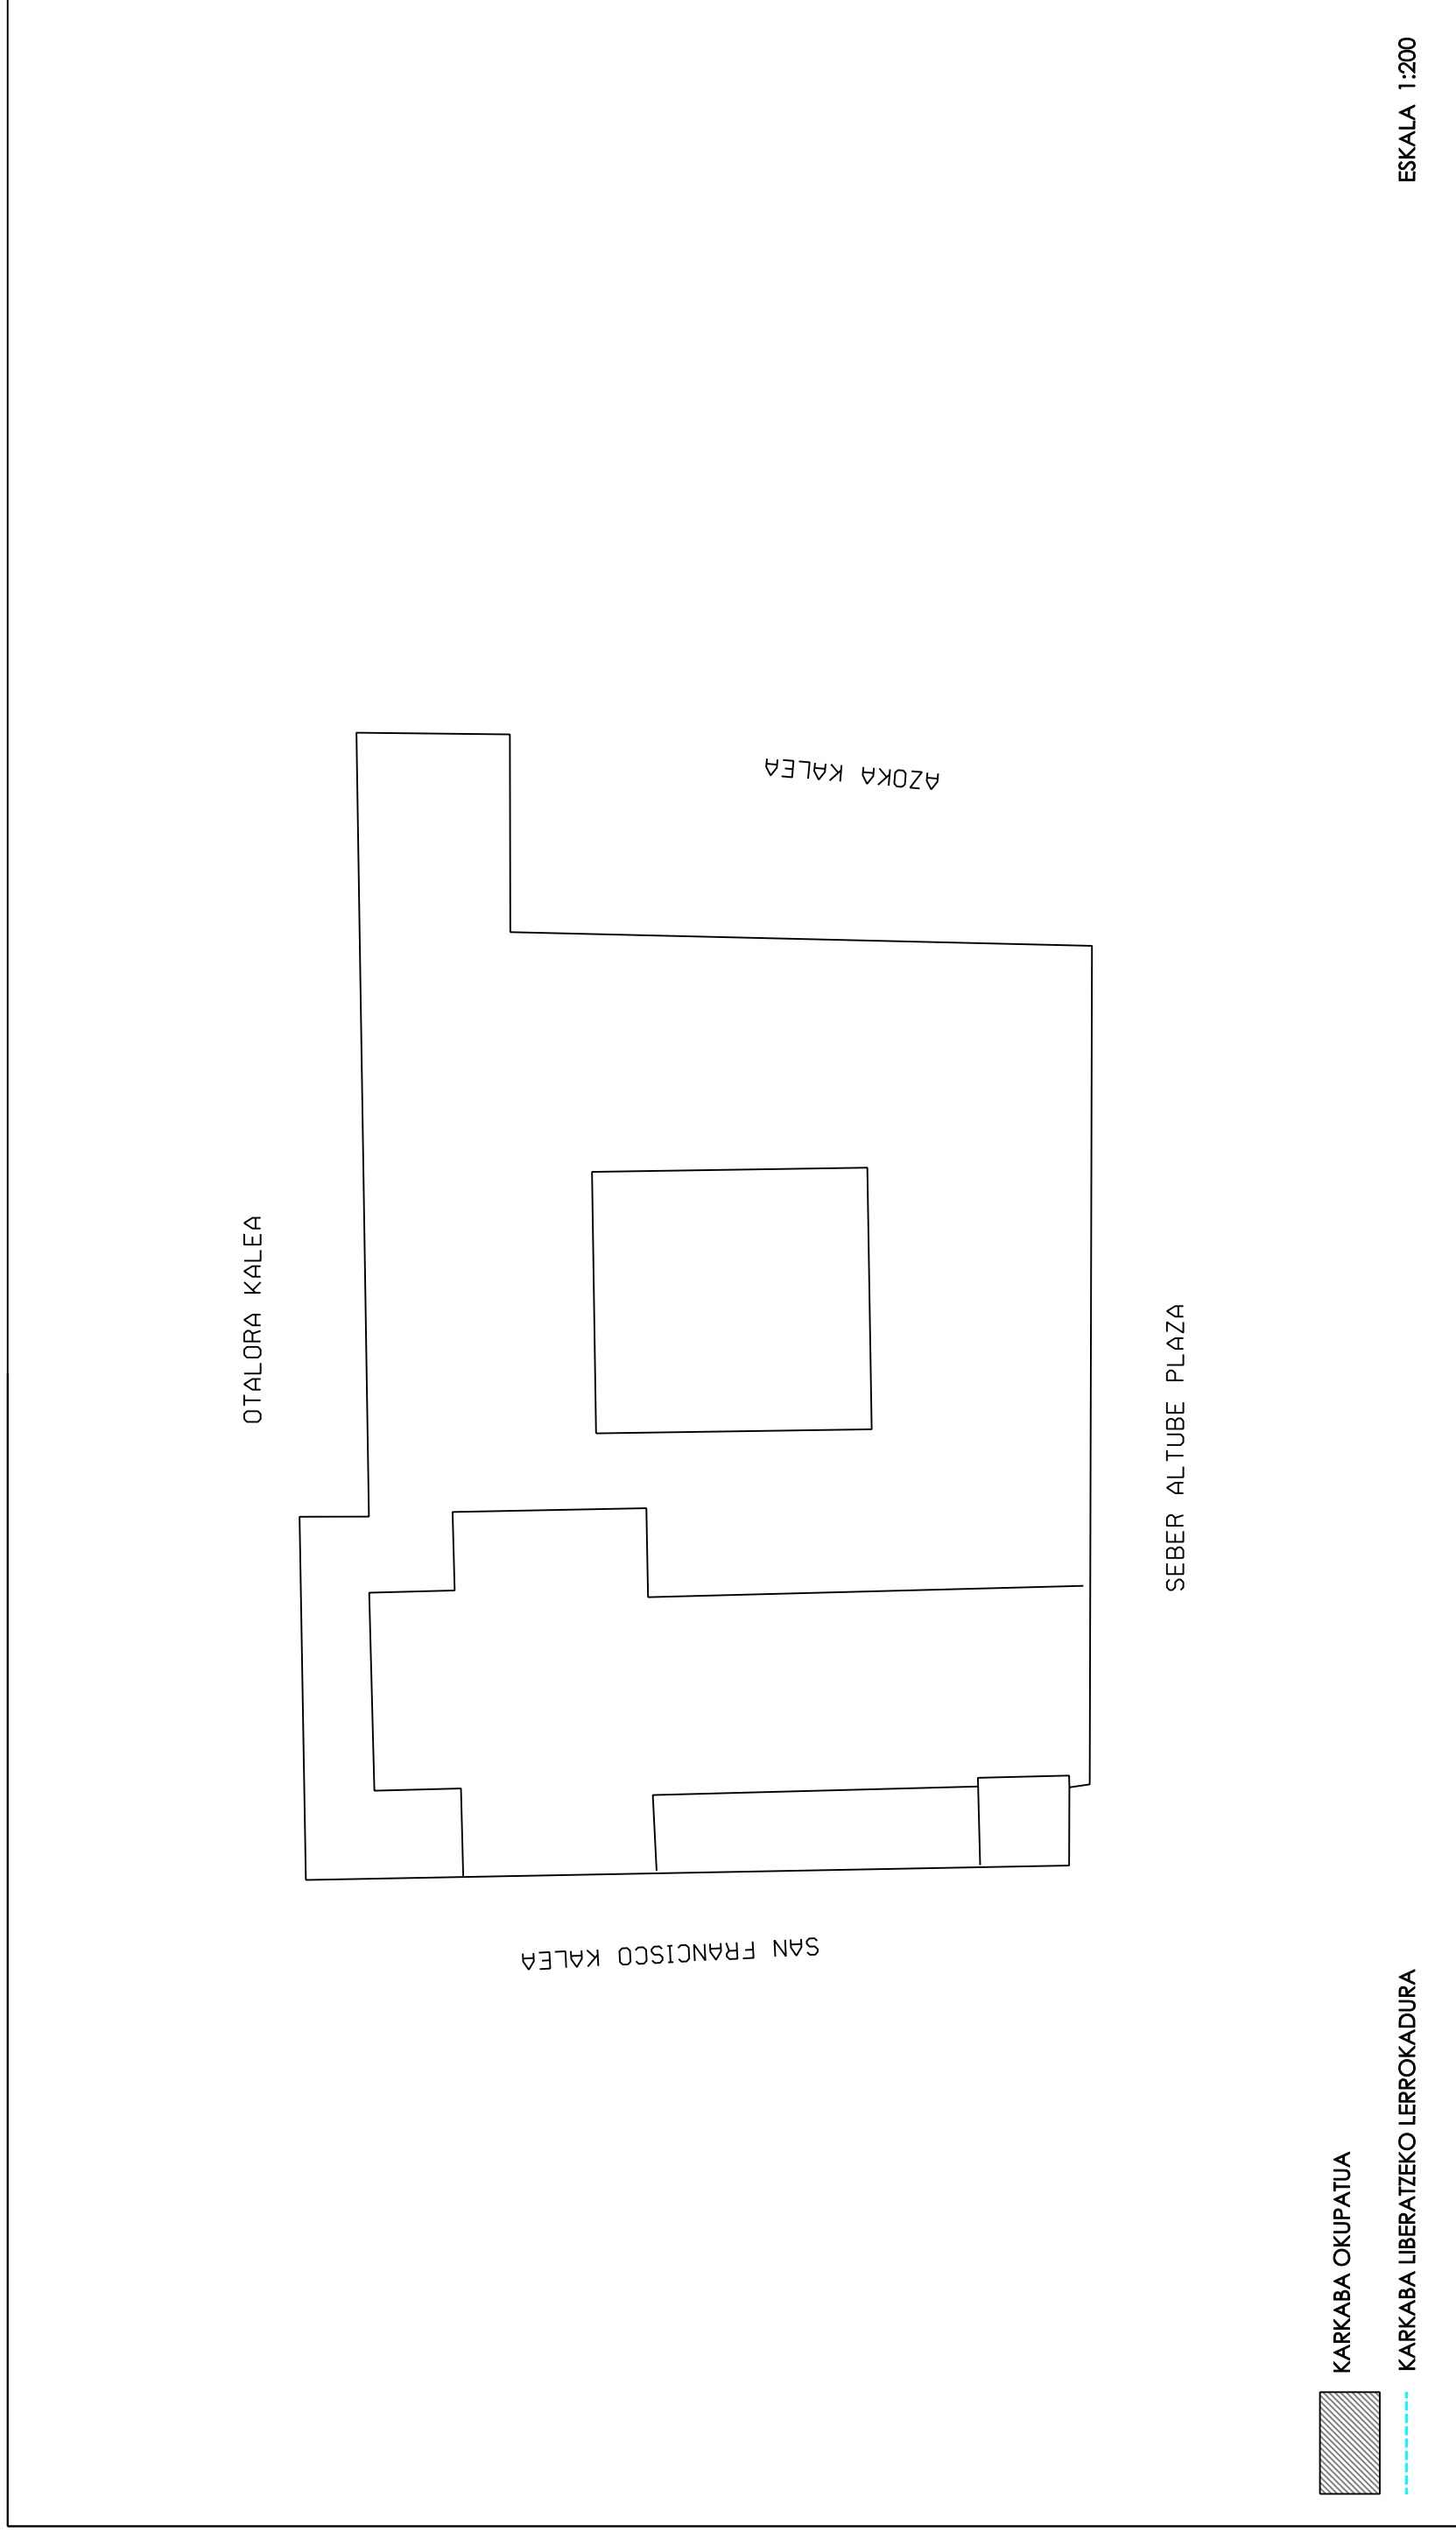 OTALORA KALEA
AZOKA KALEA
SAN FRANCISCO KALEA
SEBER ALTUBE PLAZA
KARKABA OKUPATUA
KARKABA LIBERATZEKO LERROKADURA
ESKALA 1:200